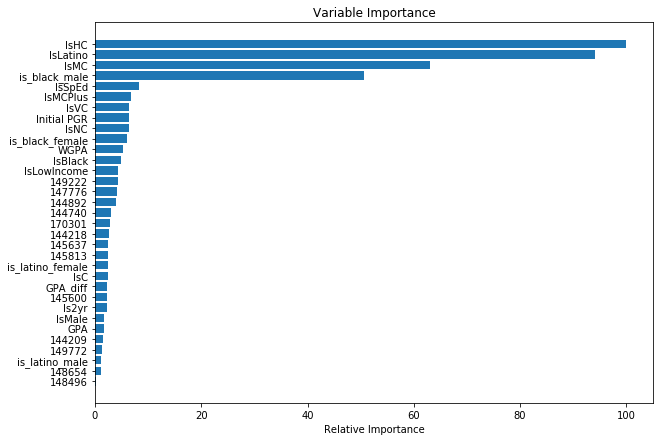 Variable Importance
IsHC
IsLatino
IsMC
is_black_male
IsSpEd
IsMCPlus
IsVC
Initial PGR
IsNC
is_black_female
WGPA
IsBlack
IsLowIncome
149222
147776
144892
144740
170301
144218
145637
145813
is_latino_female
IsC
GPA_diff
145600
Is2yr
IsMale
GPA
144209
149772
is_latino_male
148654
148496
0 20 40 60 80 100
Relative Importance